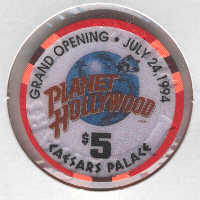 GRAND OPENING • JULY 24, 1994
PLANET
HOLLYWOOD
$5
CAESARS PALACE